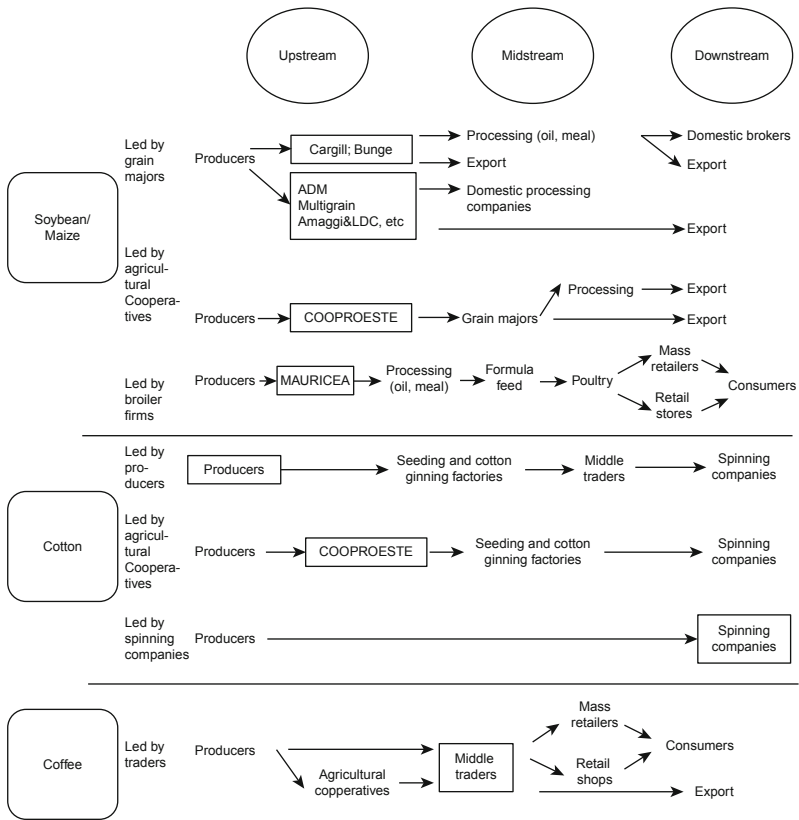 Upstream
Midstream
Downstream
Soybean/
Maize
Led by
grain
majors
Producers
Cargill; Bunge
Processing (oil, meal)
Export
Domestic brokers
Export
ADM
Multigrain
Amaggi&LDC, etc
Domestic processing
companies
Export
Led by
agricul-
tural
Coopera-
tives
Producers
COOPROESTE
Grain majors
Processing
Export
Export
Led by
broiler
firms
Producers
MAURICEA
Processing
(oil, meal)
Formula
feed
Poultry
Mass
retailers
Retail
stores
Consumers
Cotton
Led by
pro-
ducers
Producers
Seeding and cotton
ginning factories
Middle
traders
Spinning
companies
Led by
agricul-
tural
Coopera-
tives
Producers
COOPROESTE
Seeding and cotton
ginning factories
Spinning
companies
Led by
spinning
companies
Producers
Spinning
companies
Coffee
Led by
traders
Producers
Agricultural
copperatives
Middle
traders
Mass
retailers
Retail
shops
Consumers
Export